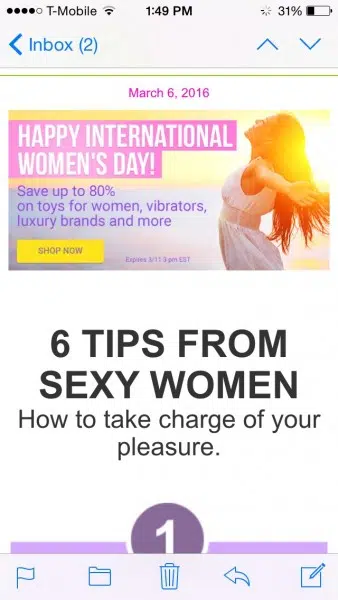 T-Mobile 1:49 PM 31%
Inbox (2)
March 6, 2016
HAPPY INTERNATIONAL
WOMEN'S DAY!
Save up to 80%
on toys for women, vibrators,
luxury brands and more
SHOP NOW
Expires 3/11 3 pm EST
6 TIPS FROM
SEXY WOMEN
How to take charge of your
pleasure.
1